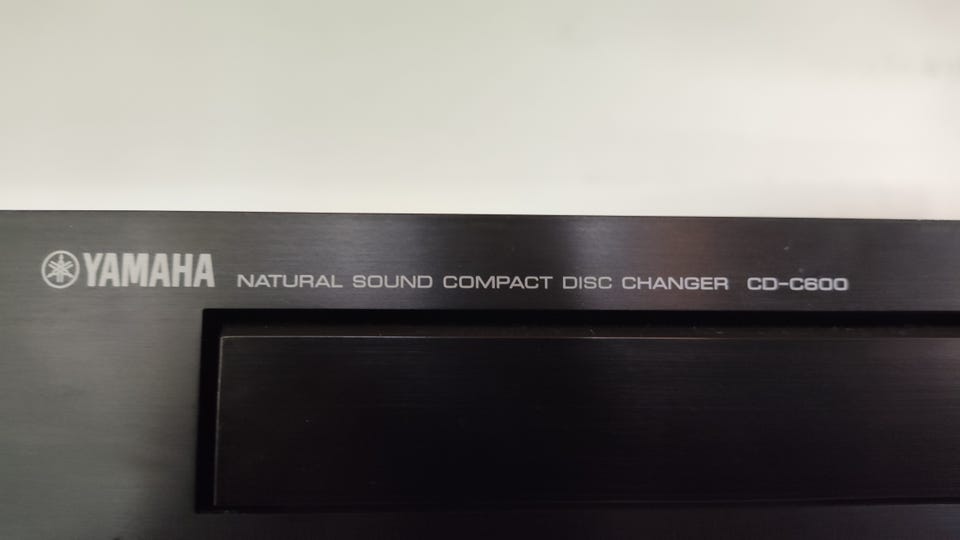 YAMAHA NATURAL SOUND COMPACT DISC CHANGER CD-C600